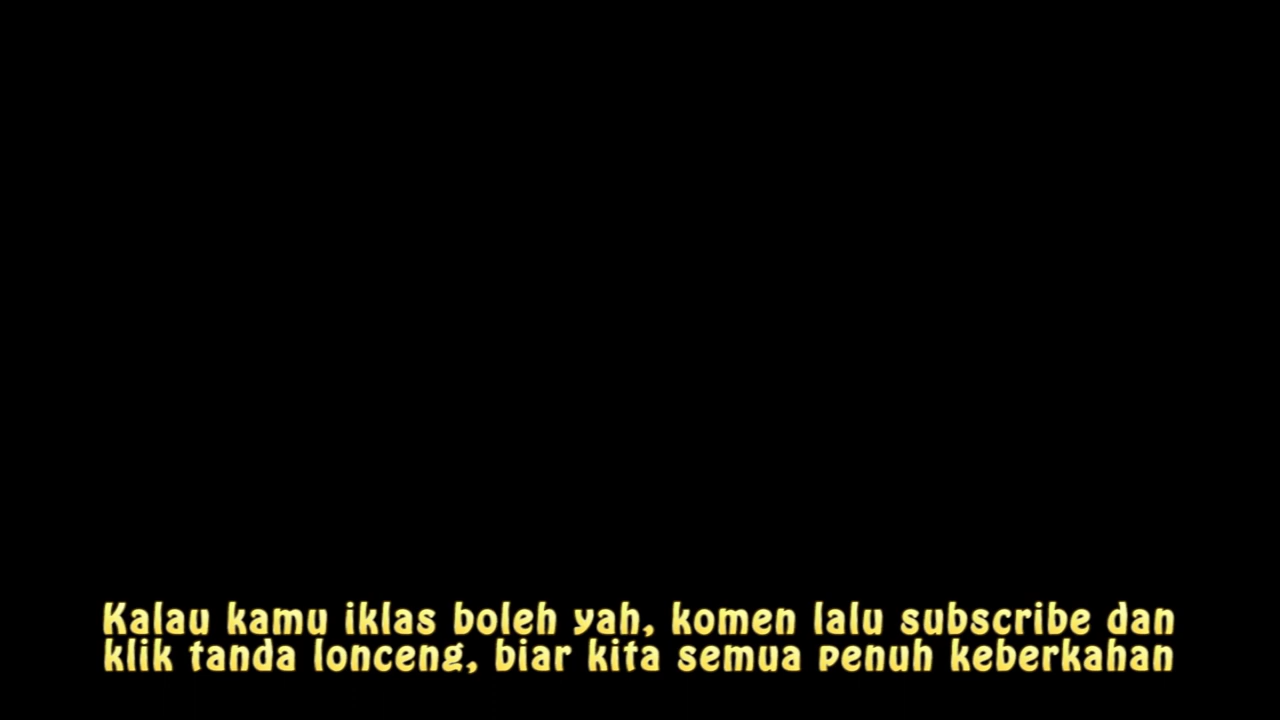 Kalau kamu iklas boleh yah, komen lalu subscribe dan
klik tanda lonceng, biar kita semua penuh keberkahan